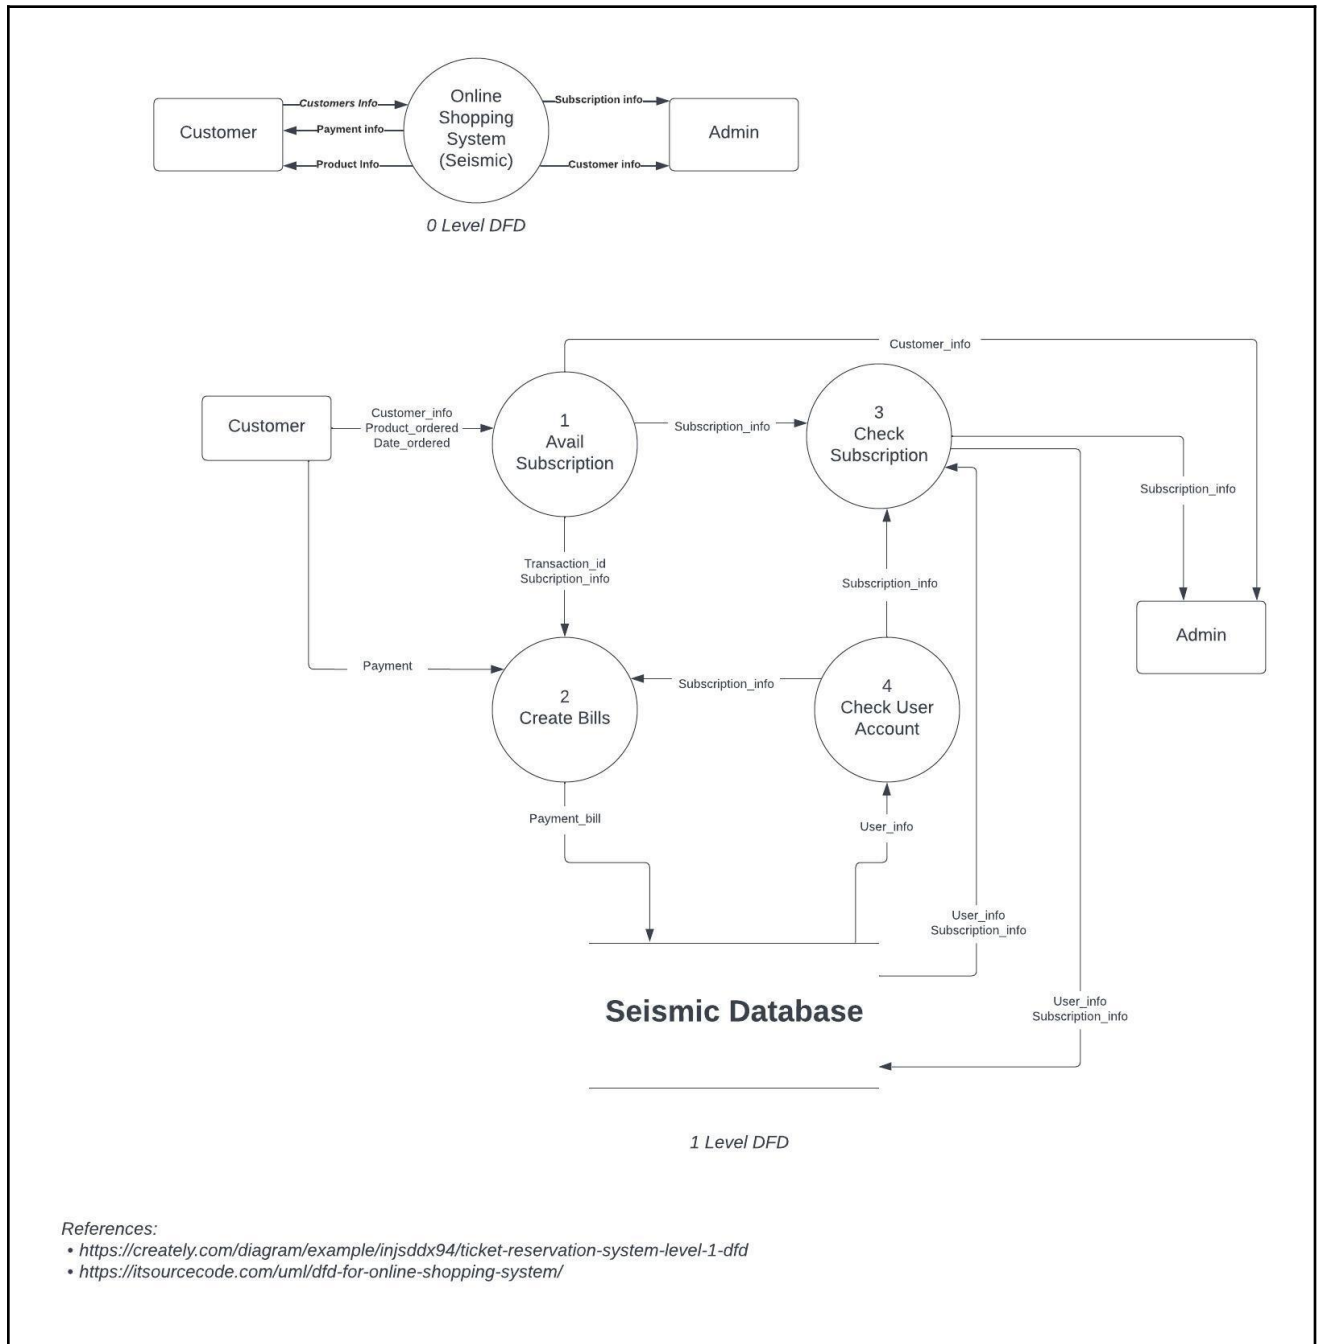 Customer
Customers Info
Payment info
Product Info
Online
Shopping
System
(Seismic)
Subscription info
Customer info
Admin
0 Level DFD
Customer_info
Customer
Customer_info
Product_ordered
Date_ordered
1
Avail
Subscription
Subscription_info
3
Check
Subscription
Subscription_info
Transaction_id
Subcription_info
Subscription_info
Admin
Payment
2
Create Bills
Subscription_info
4
Check User
Account
Payment_bill
User_info
User_info
Subscription_info
Seismic Database
User_info
Subscription_info
1 Level DFD
References:
• https://creately.com/diagram/example/injsddx94/ticket-reservation-system-level-1-dfd
• https://itsourcecode.com/uml/dfd-for-online-shopping-system/